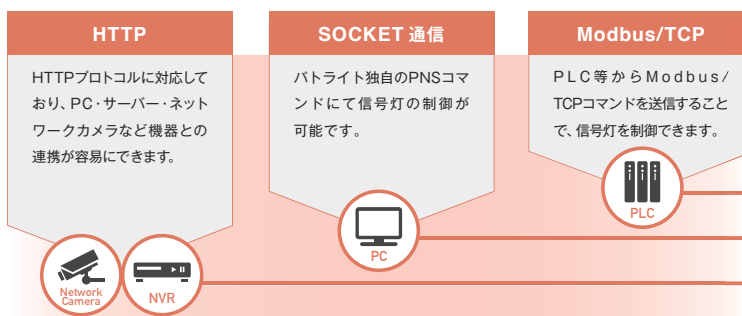 HTTP
HTTPプロトコルに対応して
おり、PC・サーバー・ネット
ワークカメラなど機器との
連携が容易にできます。
Network
Camera
NVR
SOCKET 通信
パトライト独自のPNSコマ
ンドにて信号灯の制御が
可能です。
PC
Modbus/TCP
PLC等からModbus/
TCPコマンドを送信すること
で、信号灯を制御できます。
PLC